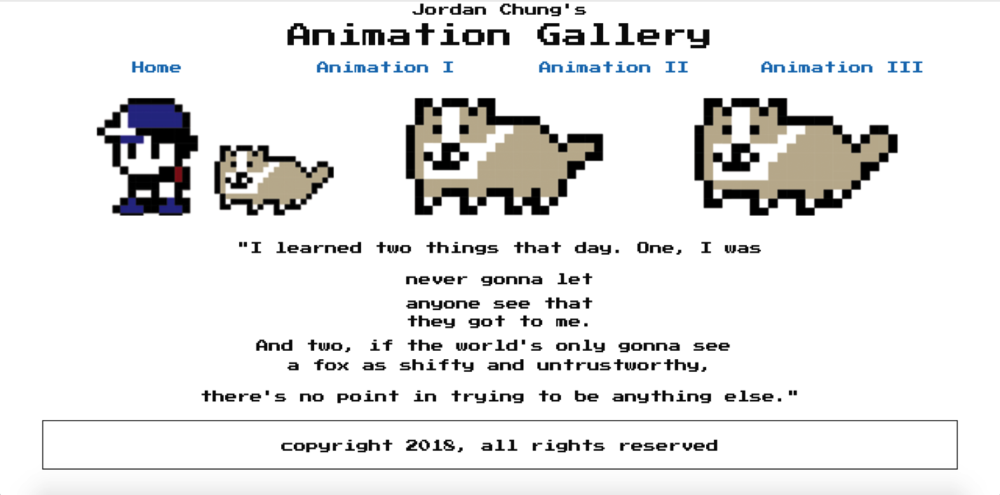 Jordan Chung's
Animation Gallery
Home Animation I Animation II Animation III
"I learned two things that day. One, I was
never gonna let
anyone see that
they got to me.
And two, if the world's only gonna see
a fox as shifty and untrustworthy,
there's no point in trying to be anything else."
copyright 2018, all rights reserved